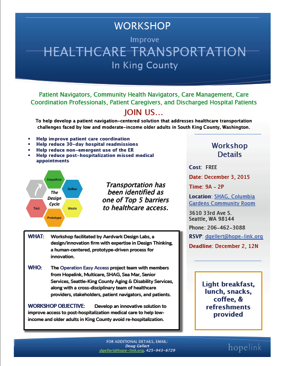 WORKSHOP
Improve
HEALTHCARE TRANSPORTATION
In King County
Patient Navigators, Community Health Navigators, Care Management, Care
Coordination Professionals, Patient Caregivers, and Discharged Hospital Patients
JOIN US...
To help develop a patient navigation-centered solution that addresses healthcare transportation
challenges faced by low and moderate-income older adults in South King County, Washington.
Help improve patient care coordination
Help reduce 30-day hospital readmissions
Help reduce non-emergent use of the ER
Help reduce post-hospitalization missed medical
appointments
The
Design
Cycle
Empathize
Define
Ideate
Prototype
Test
Transportation has
been identified as
one of Top 5 barriers
to healthcare access.
WHAT: Workshop facilitated by Aardvark Design Labs, a
design/innovation firm with expertise in Design Thinking,
a human-centered, prototype-driven process for
innovation.
WHO: The Operation Easy Access project team with members
from Hopelink, Multicare, SHAG, Sea Mar, Senior
Services, Seattle-King County Aging & Disability Services,
along with a cross-disciplinary team of healthcare
providers, stakeholders, patient navigators, and patients.
WORKSHOP OBJECTIVE: Develop an innovative solution to
improve access to post-hospitalization medical care to help low-
income and older adults in King County avoid re-hospitalization.
Workshop
Details
Cost: FREE
Date: December 3, 2015
Time: 9A - 2P
Location: SHAG, Columbia
Gardens Community Room
3610 33rd Ave S.
Seattle, WA 98144
Phone: 206-462-3088
RSVP: dgellert@hope-link.org
Deadline: December 2, 12N
Light breakfast,
lunch, snacks,
coffee, &
refreshments
provided
FOR ADDITIONAL DETAILS, EMAIL:
dgellert@hope-link.org, 425-943-6729
hopelink